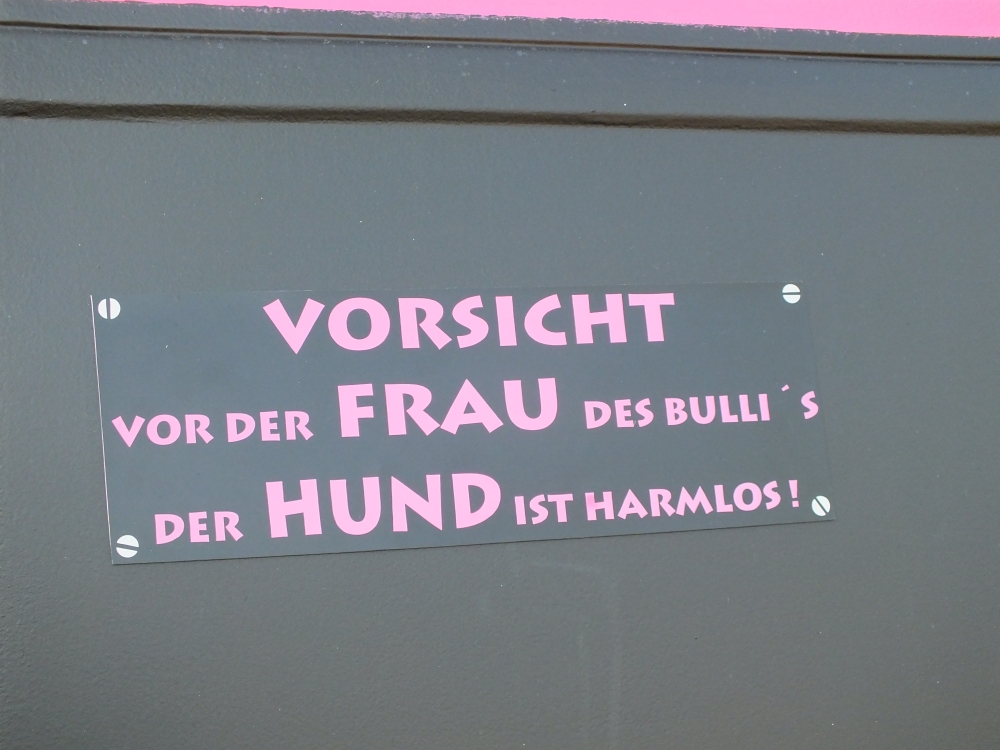 VORSICHT
VOR DER FRAU DES BULLI´S
DER HUND IST HARMLOS!